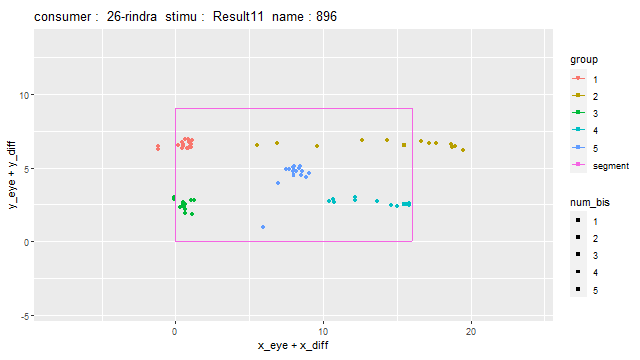 consumer : 26-rindra stimu : Result11 name : 896
y_eye + y_diff
10
5
0
-5
0
10
20
x_eye + x_diff
group
1
2
3
4
5
segment
num_bis
1
2
3
4
5